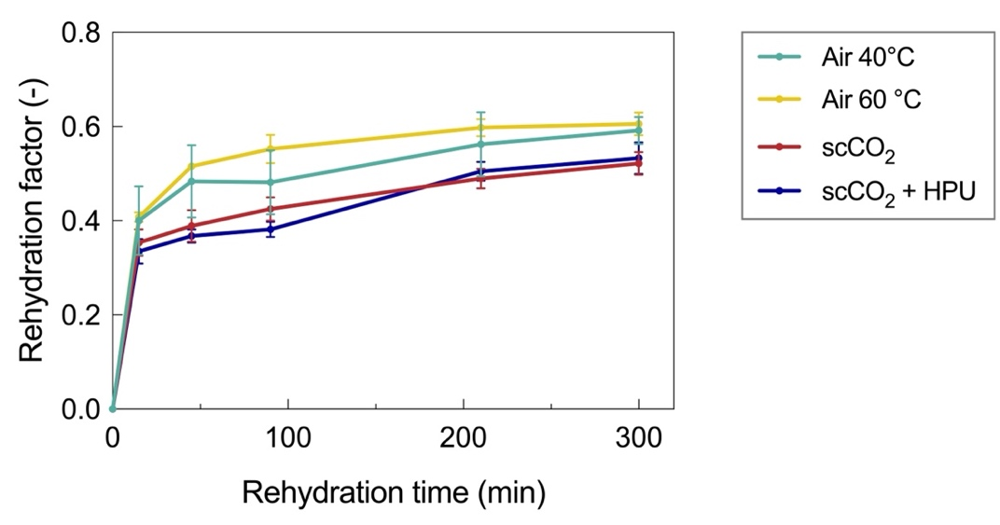 0.8
0.6
0.4
0.2
0.0
Rehydration factor (-)
0 100 200 300
Rehydration time (min)
Air 40°C
Air 60 °C
scCO₂
scCO₂ + HPU